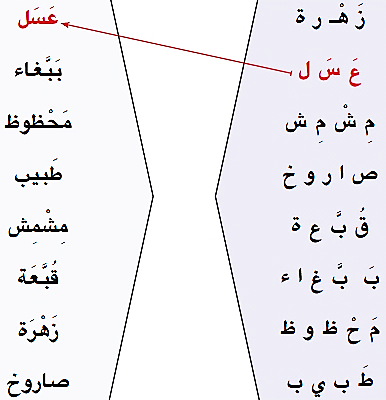 زَ هْـ ر ة
عَ سَ ل
مِ شْ مِ ش
ص ا ر و خ
قُ بَّ عَ ة
بَ بَّ غ ا ء
مَ حْ ظ و ظ
طَ ب ي ب
عَسَل
بَبَّغاء
مَحْظوظ
طَبيب
مِشْمِش
قُبَّعَة
زَهْرَة
صاروخ